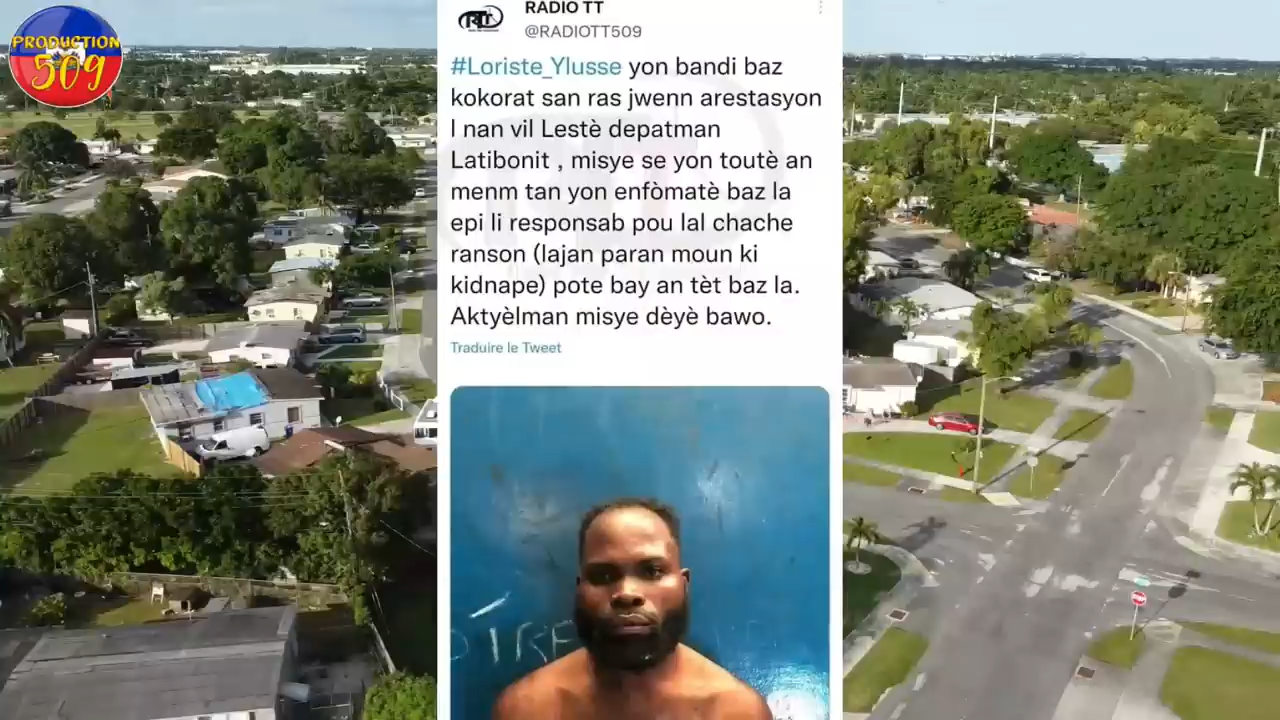 PRODUCTION
509
RADIO TT
@RADIOTT509
#Loriste_Ylusse yon bandi baz
kokorat san ras jwenn arestasyon
l nan vil Lestè depatman
Latibonit , misye se yon toutè an
menm tan yon enfòmatè baz la
epi li responsab pou lal chache
ranson (lajan paran moun ki
kidnape) pote bay an tèt baz la.
Aktyèlman misye dèyè bawo.
Traduire le Tweet
STOP